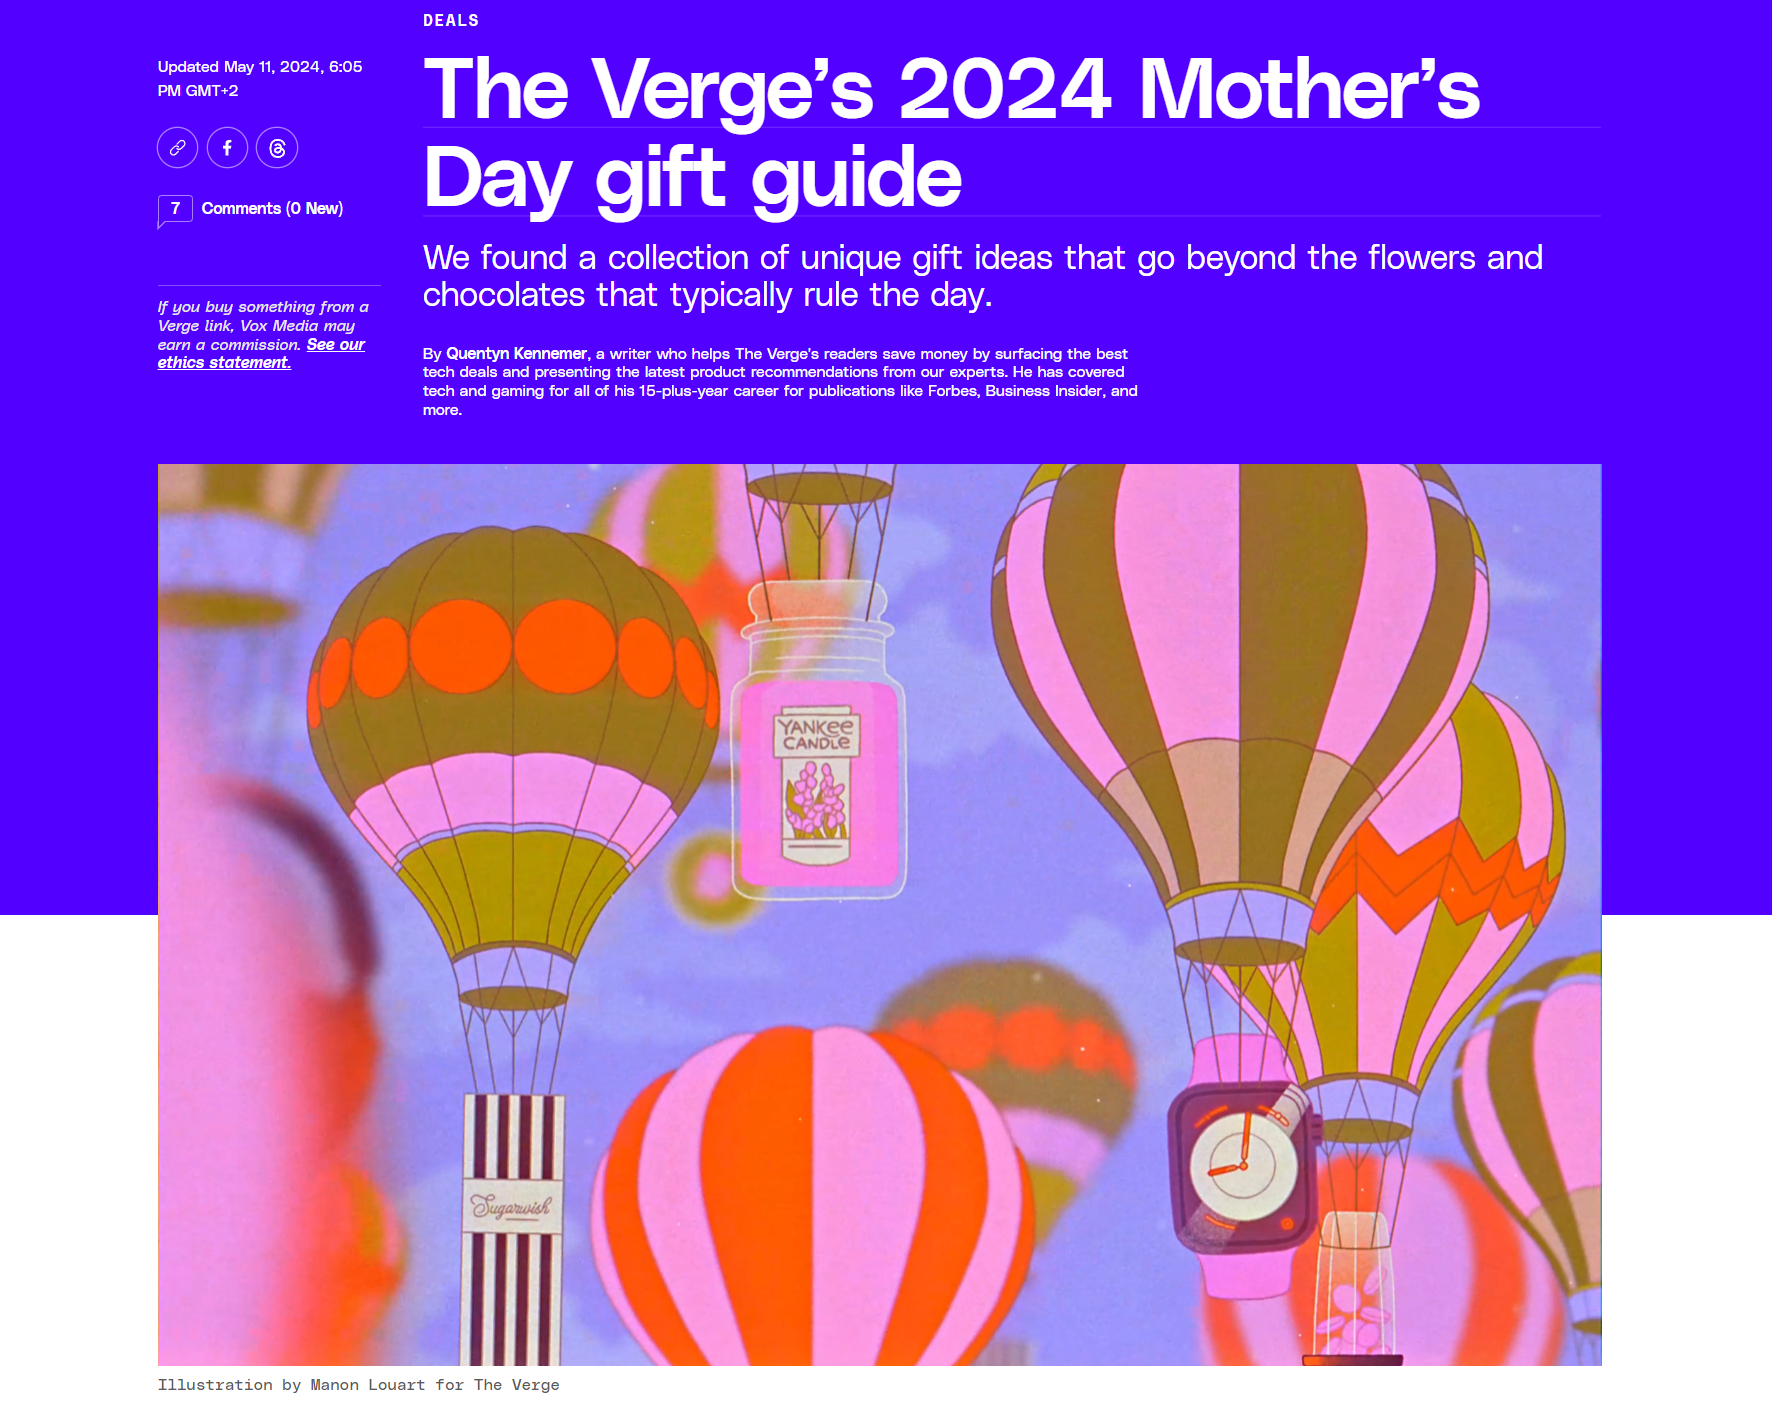 DEALS
Updated May 11, 2024, 6:05
PM GMT+2
7 Comments (0 New)
If you buy something from a
Verge link, Vox Media may
earn a commission. See our
ethics statement.
The Verge’s 2024 Mother’s
Day gift guide
We found a collection of unique gift ideas that go beyond the flowers and
chocolates that typically rule the day.
By Quentyn Kennemer, a writer who helps The Verge’s readers save money by surfacing the best
tech deals and presenting the latest product recommendations from our experts. He has covered
tech and gaming for all of his 15-plus-year career for publications like Forbes, Business Insider, and
more.
YANKEE
CANDLE
Sugarwish
Illustration by Manon Louart for The Verge